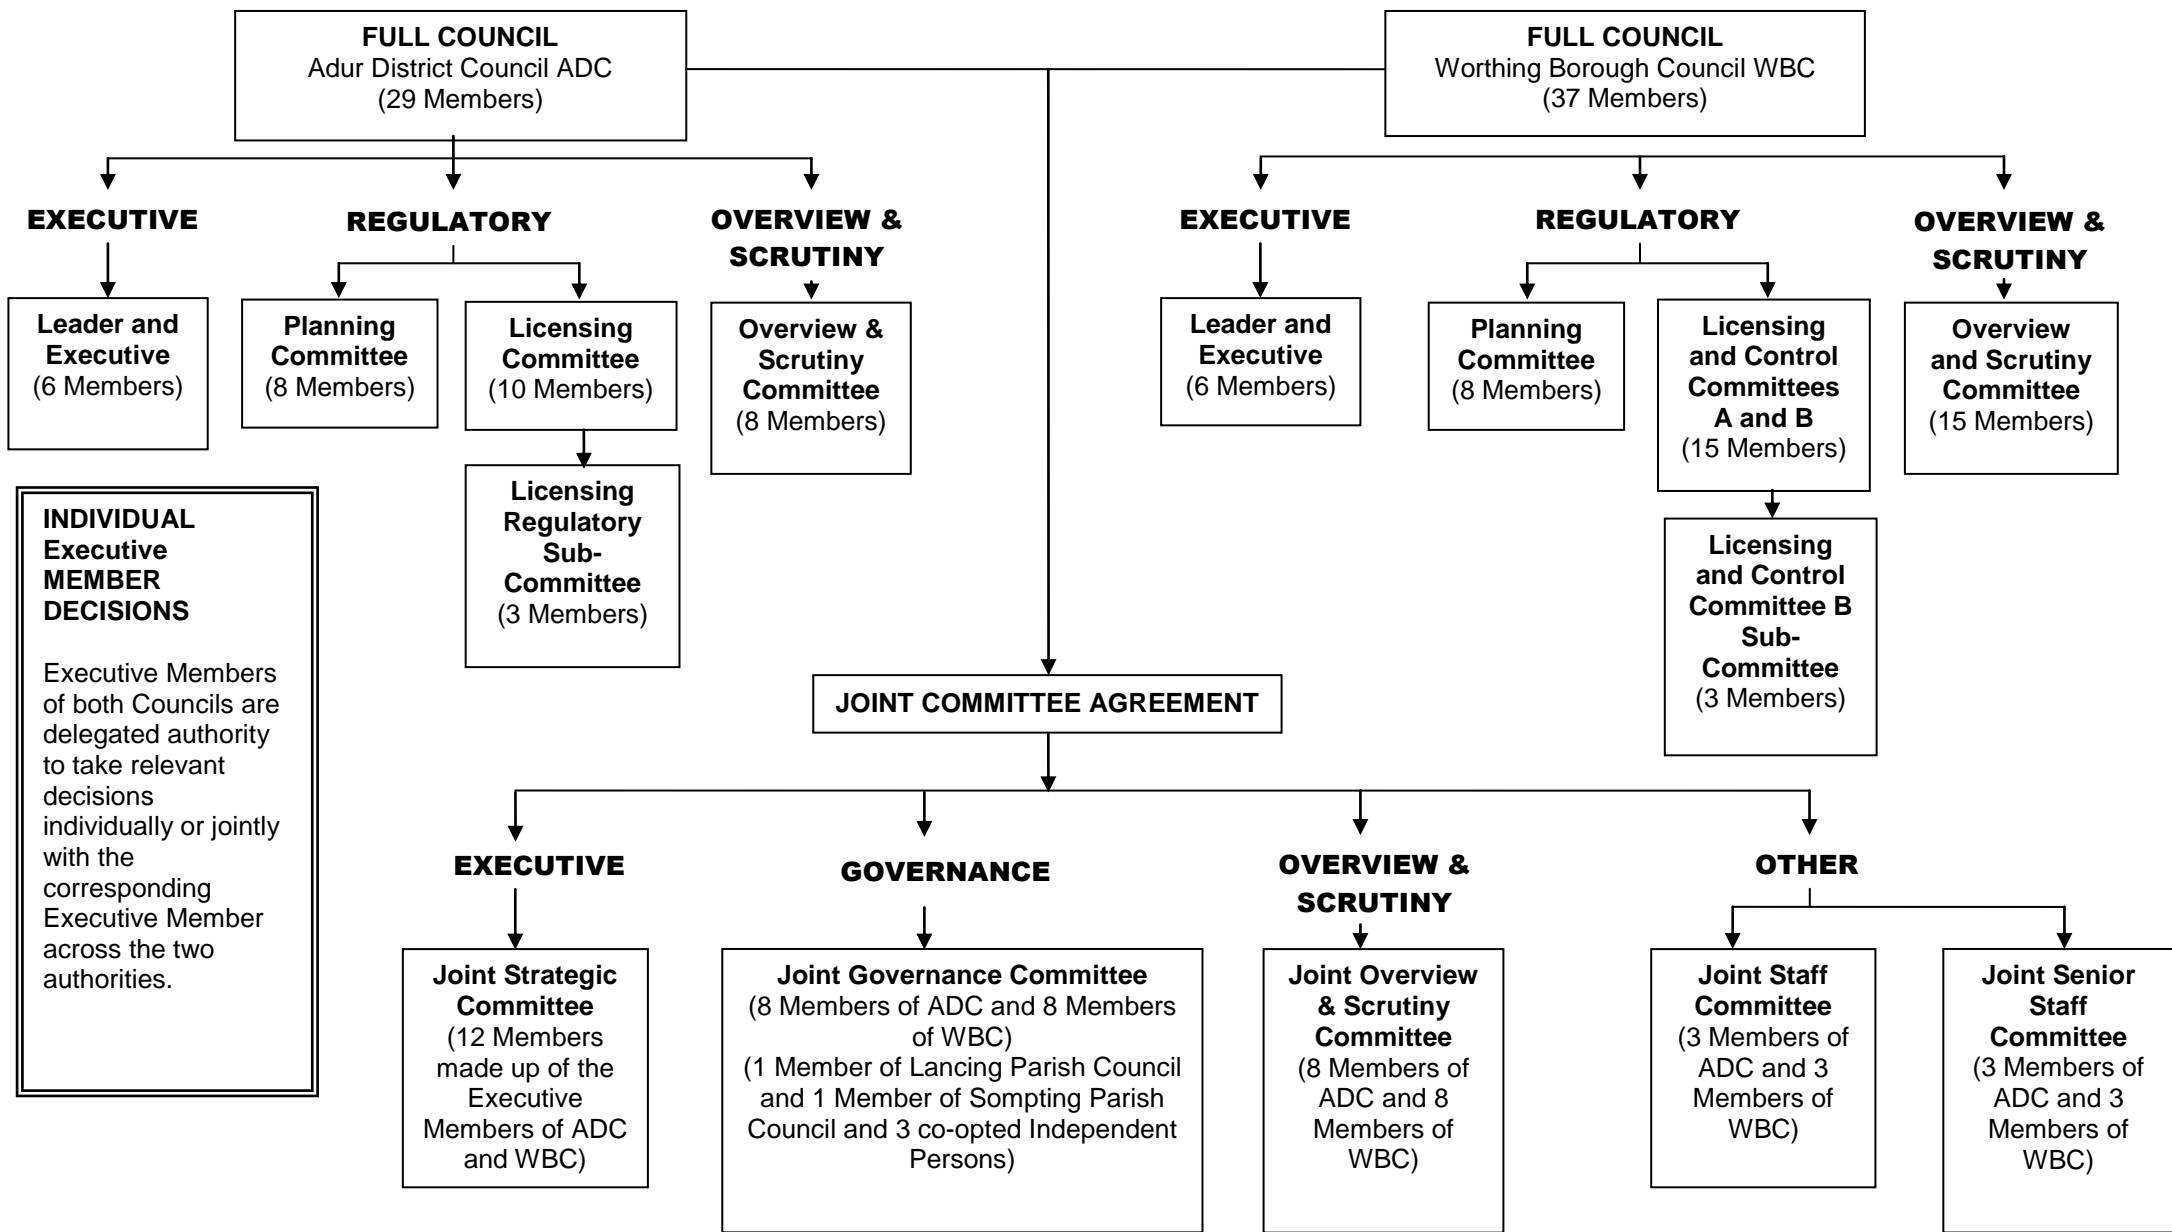 FULL COUNCIL
Adur District Council ADC
(29 Members)
FULL COUNCIL
Worthing Borough Council WBC
(37 Members)
EXECUTIVE
REGULATORY
OVERVIEW &
SCRUTINY
EXECUTIVE
REGULATORY
OVERVIEW &
SCRUTINY
Leader and
Executive
(6 Members)
Planning
Committee
(8 Members)
Licensing
Committee
(10 Members)
Overview &
Scrutiny
Committee
(8 Members)
Leader and
Executive
(6 Members)
Planning
Committee
(8 Members)
Licensing
and Control
Committees
A and B
(15 Members)
Overview
and Scrutiny
Committee
(15 Members)
Licensing
Regulatory
Sub-
Committee
(3 Members)
Licensing
and Control
Committee B
Sub-
Committee
(3 Members)
INDIVIDUAL
Executive
MEMBER
DECISIONS
Executive Members
of both Councils are
delegated authority
to take relevant
decisions
individually or jointly
with the
corresponding
Executive Member
across the two
authorities.
JOINT COMMITTEE AGREEMENT
EXECUTIVE
GOVERNANCE
OVERVIEW &
SCRUTINY
OTHER
Joint Strategic
Committee
(12 Members
made up of the
Executive
Members of ADC
and WBC)
Joint Governance Committee
(8 Members of ADC and 8 Members
of WBC)
(1 Member of Lancing Parish Council
and 1 Member of Sompting Parish
Council and 3 co-opted Independent
Persons)
Joint Overview
& Scrutiny
Committee
(8 Members of
ADC and 8
Members of
WBC)
Joint Staff
Committee
(3 Members of
ADC and 3
Members of
WBC)
Joint Senior
Staff
Committee
(3 Members of
ADC and 3
Members of
WBC)